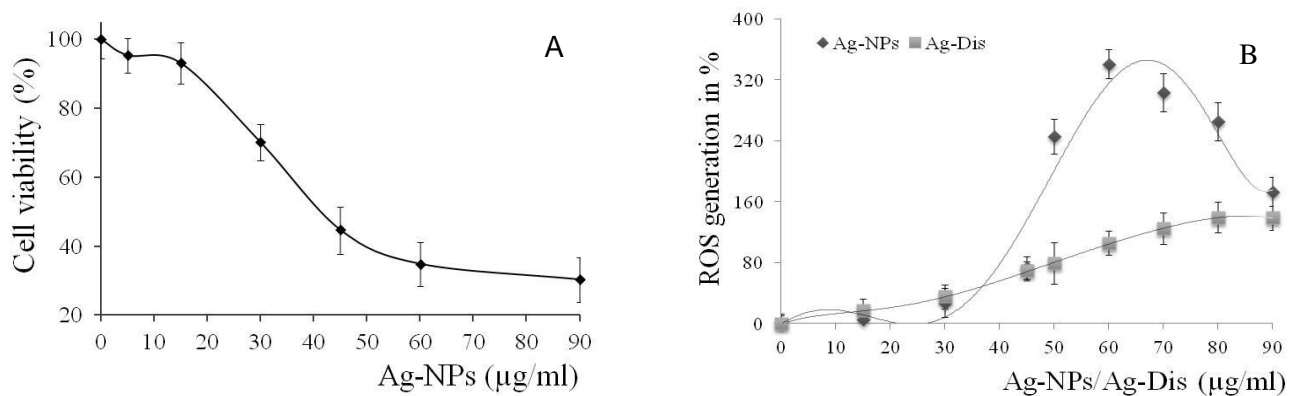 A
Cell viability (%)
100
80
60
40
20
0 10 20 30 40 50 60 70 80 90
Ag-NPs (µg/ml)
B
Ag-NPs Ag-Dis
ROS generation in %
400
320
240
160
80
0
0 10 20 30 40 50 60 70 80 90
Ag-NPs/Ag-Dis (µg/ml)